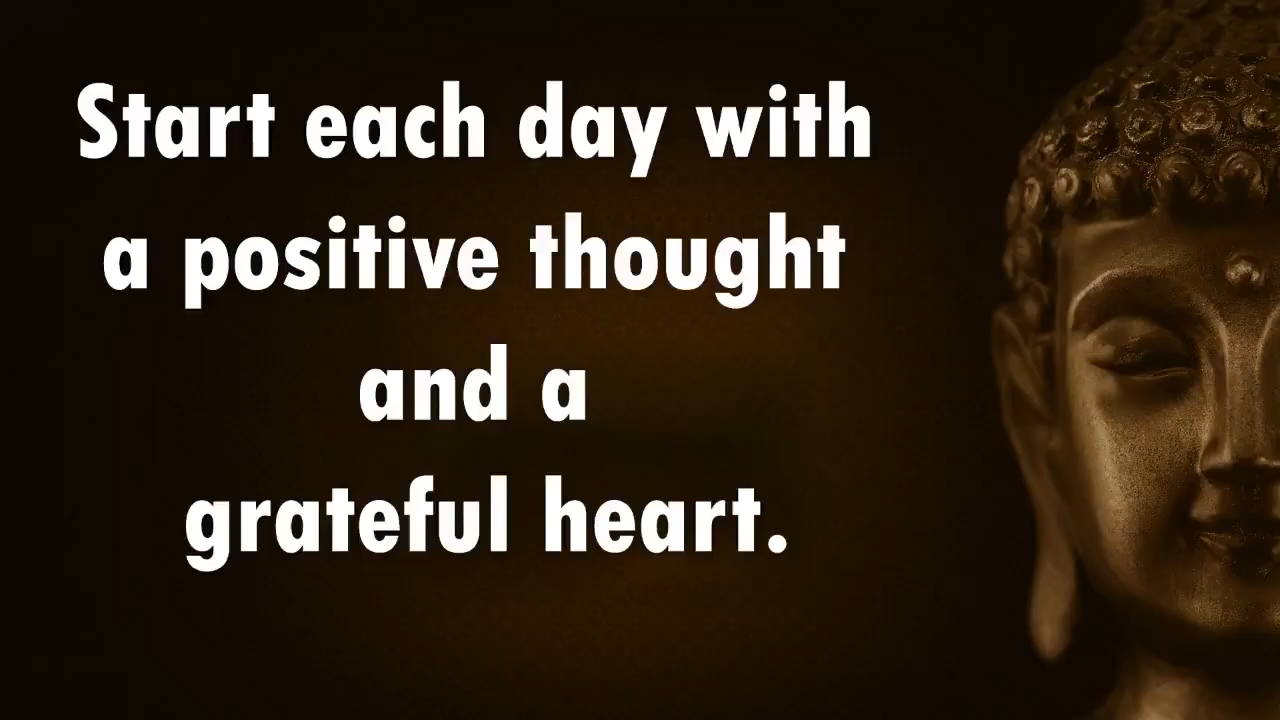 Start each day with
a positive thought
and a
grateful heart.